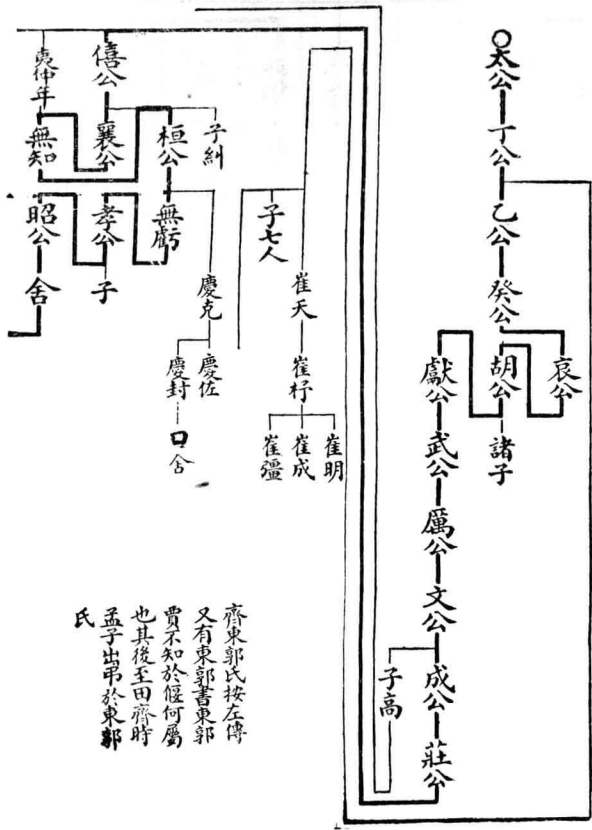 太公
丁公
乙公
癸公
哀公
胡公
諸子
獻公
武公
厲公
文公
成公
子高
莊公
子七人
崔夭
崔杼
崔明
崔成
崔彊
僖公
夷仲年
子糾
桓公
襄公
無知
無虧
孝公
子
昭公
舍
慶克
慶佐
慶封
口舍
齊東郭氏按左傳
又有東郭書東郭
賈不知於偃何屬
也其後至田齊時
孟子出弔於東郭
氏